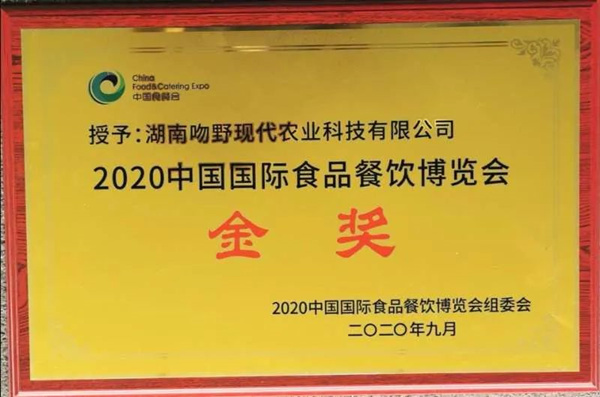 China
Food&Catering Expo
中国食餐会
授予:湖南吻野现代农业科技有限公司
2020中国国际食品餐饮博览会
金奖
2020中国国际食品餐饮博览会组委会
二〇二〇年九月